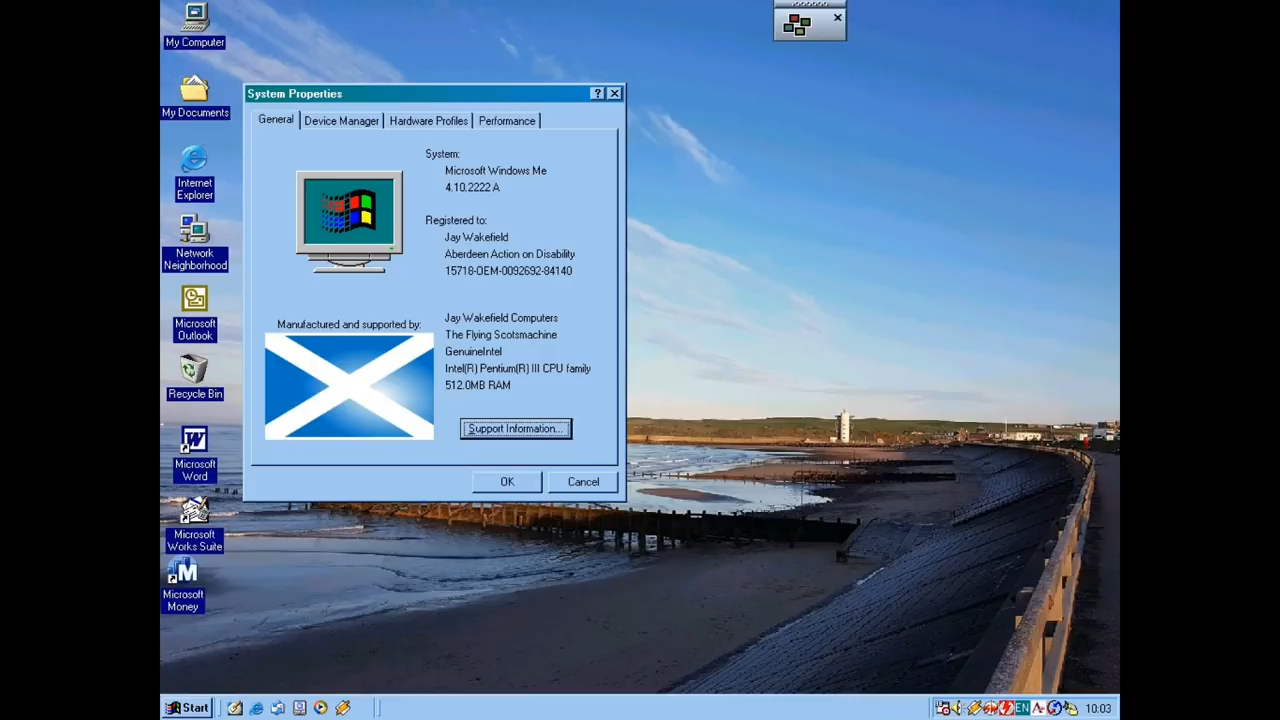 My Computer
My Documents
Internet
Explorer
Network
Neighborhood
Microsoft
Outlook
Recycle Bin
Microsoft
Word
Microsoft
Works Suite
Microsoft
Money
System Properties
General
Device Manager
Hardware Profiles
Performance
System:
Microsoft Windows Me
4.10.2222 A
Registered to:
Jay Wakefield
Aberdeen Action on Disability
15718-OEM-0092692-84140
Manufactured and supported by:
Jay Wakefield Computers
The Flying Scotsmachine
GenuineIntel
Intel(R) Pentium(R) III CPU family
512.0MB RAM
Support Information...
OK
Cancel
Start
EN
10:03